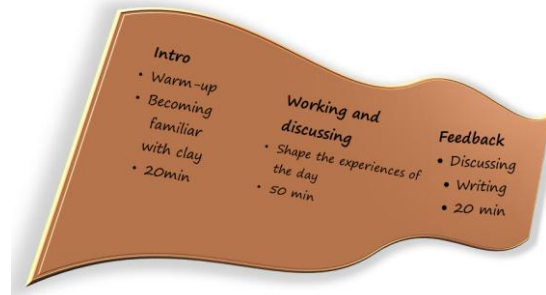 Intro
• Warm-up
• Becoming
familiar
with clay
• 20min
Working and
discussing
• Shape the experiences of
the day
• 50 min
Feedback
• Discussing
• Writing
• 20 min